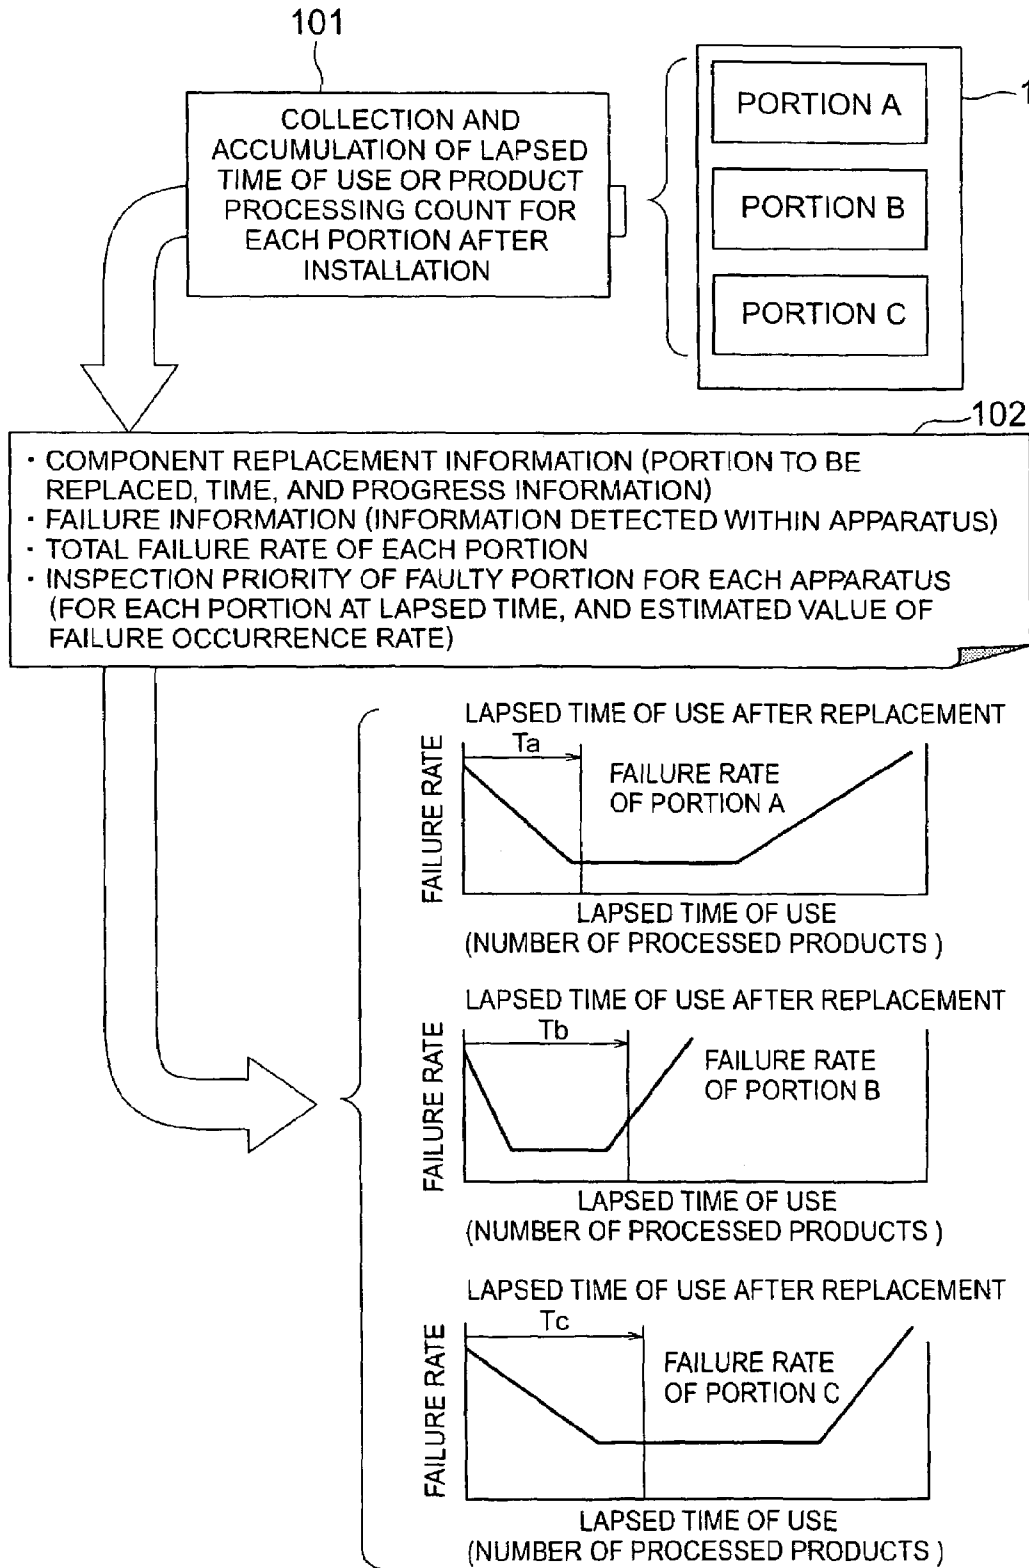 101
COLLECTION AND
ACCUMULATION OF LAPSED
TIME OF USE OR PRODUCT
PROCESSING COUNT FOR
EACH PORTION AFTER
INSTALLATION
PORTION A
PORTION B
PORTION C
1
102
· COMPONENT REPLACEMENT INFORMATION (PORTION TO BE
REPLACED, TIME, AND PROGRESS INFORMATION)
· FAILURE INFORMATION (INFORMATION DETECTED WITHIN APPARATUS)
· TOTAL FAILURE RATE OF EACH PORTION
· INSPECTION PRIORITY OF FAULTY PORTION FOR EACH APPARATUS
(FOR EACH PORTION AT LAPSED TIME, AND ESTIMATED VALUE OF
FAILURE OCCURRENCE RATE)
LAPSED TIME OF USE AFTER REPLACEMENT
Ta
FAILURE RATE
FAILURE RATE
OF PORTION A
LAPSED TIME OF USE
(NUMBER OF PROCESSED PRODUCTS )
LAPSED TIME OF USE AFTER REPLACEMENT
Tb
FAILURE RATE
FAILURE RATE
OF PORTION B
LAPSED TIME OF USE
(NUMBER OF PROCESSED PRODUCTS )
LAPSED TIME OF USE AFTER REPLACEMENT
Tc
FAILURE RATE
FAILURE RATE
OF PORTION C
LAPSED TIME OF USE
(NUMBER OF PROCESSED PRODUCTS )